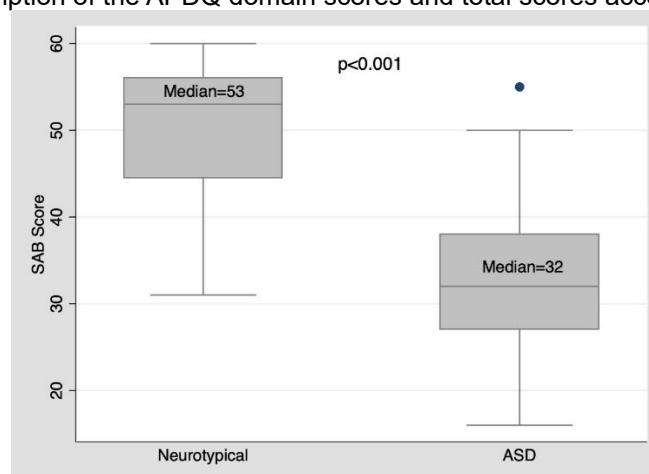 iption of the APDQ domain scores and total scores acco
60
p<0.001
Median=53
50
40
SAB Score
Median=32
30
20
Neurotypical
ASD